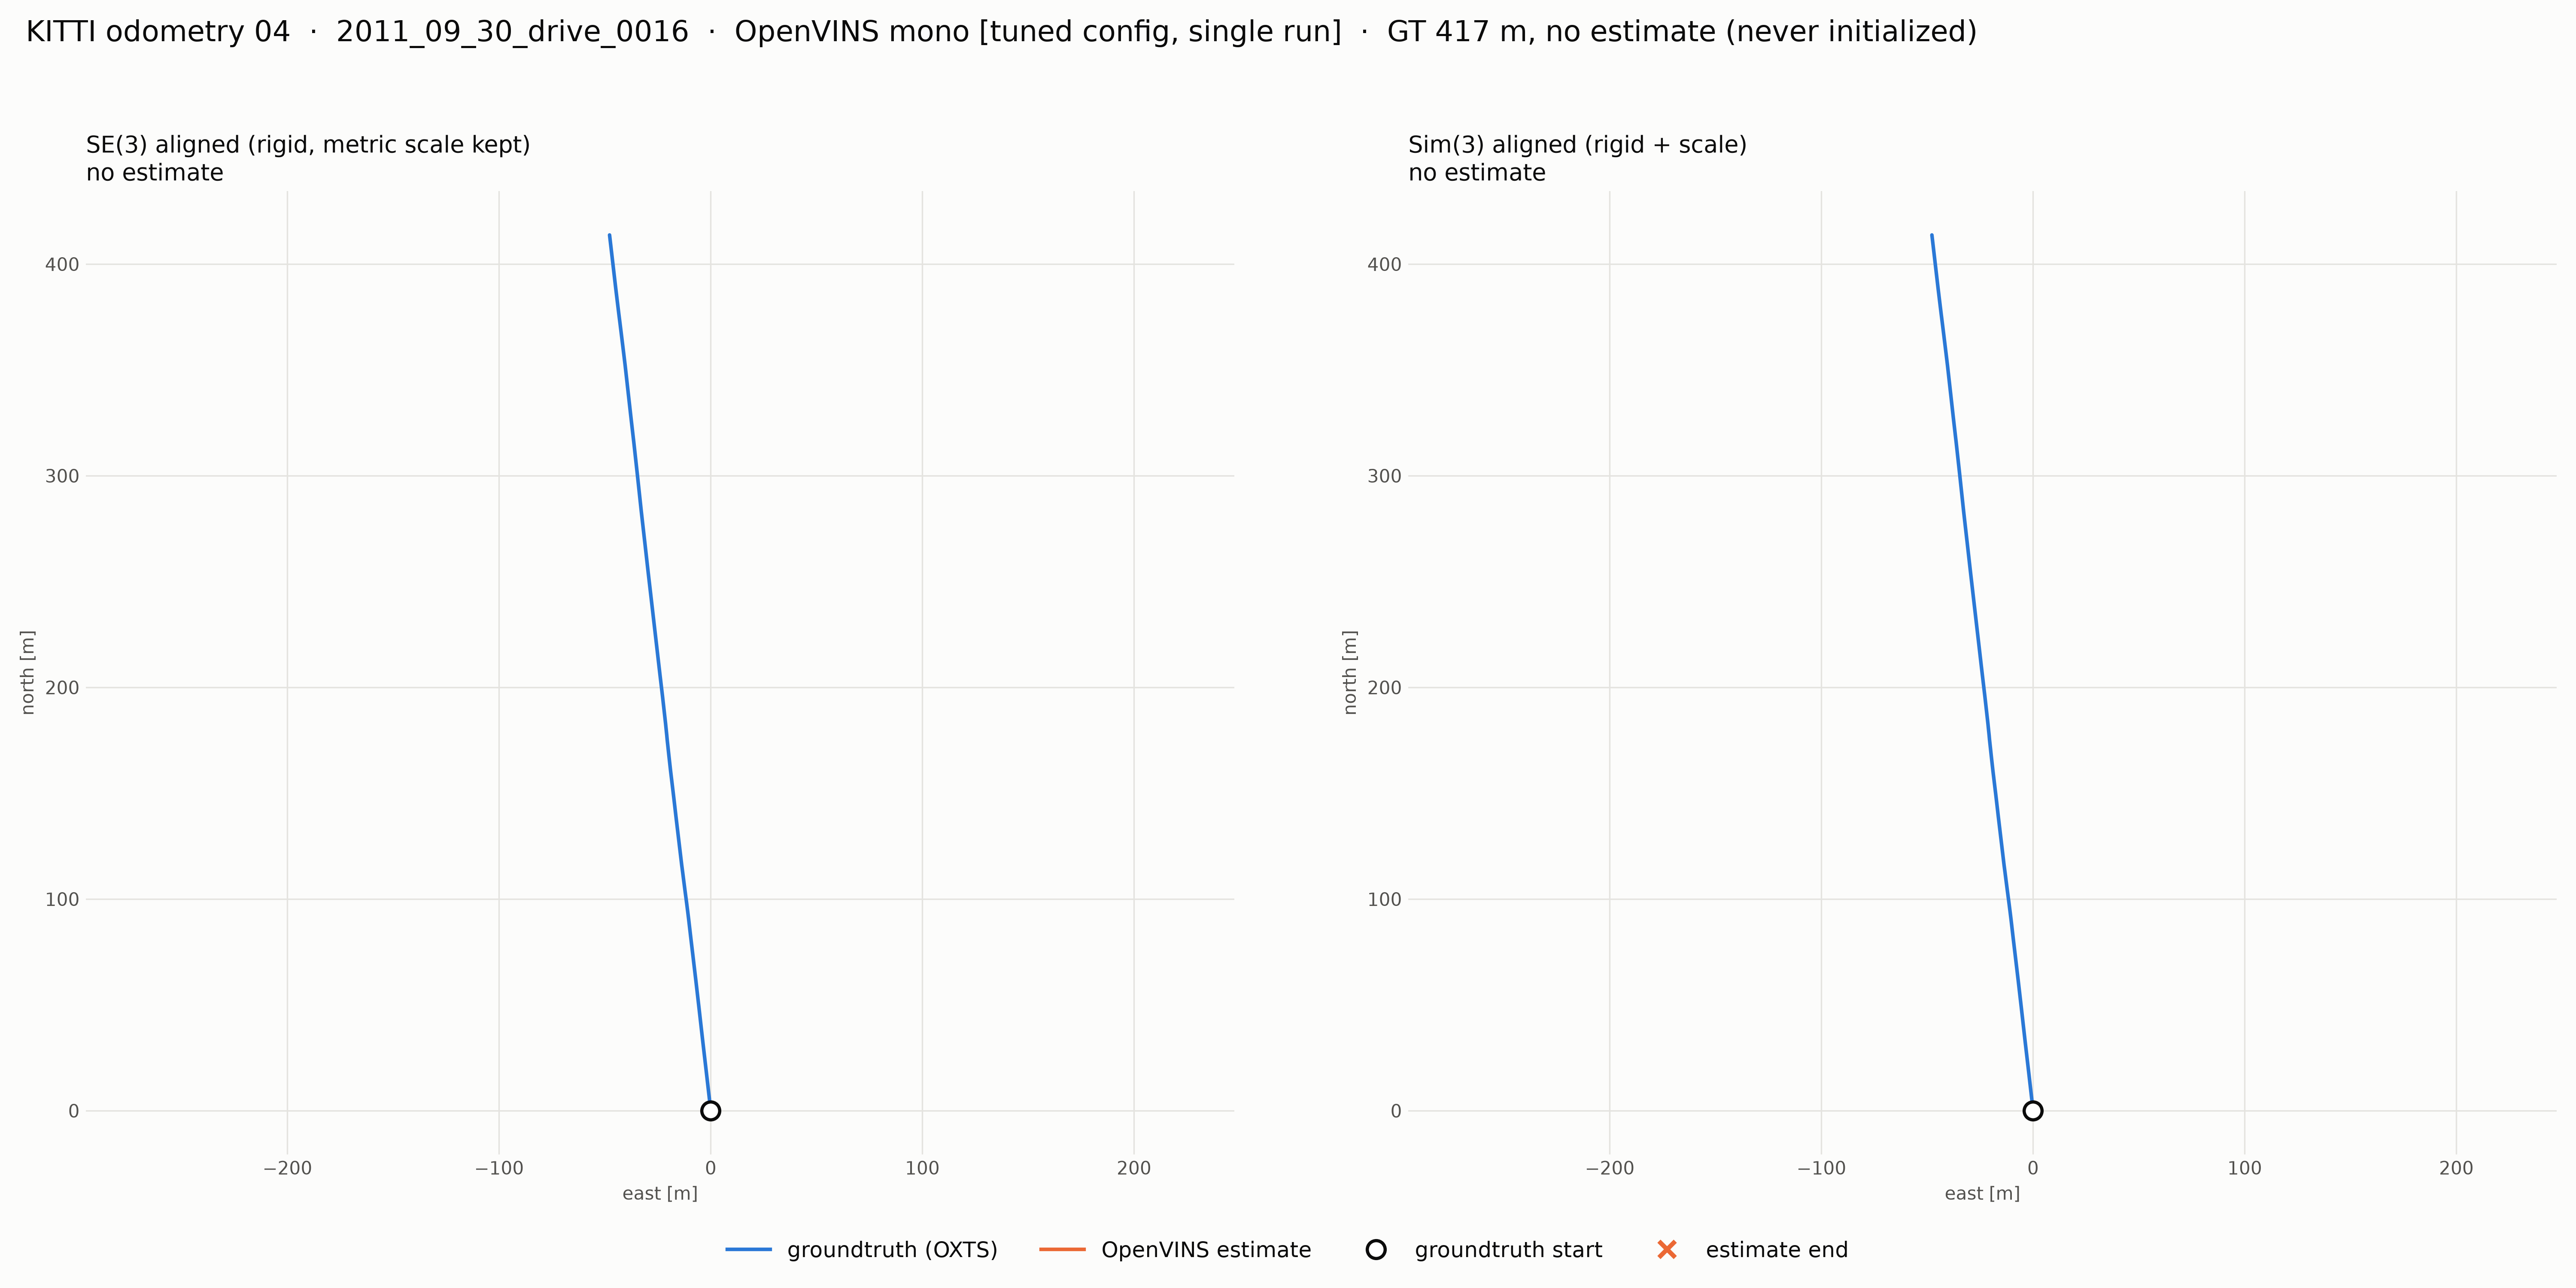 KITTI odometry 04 · 2011_09_30_drive_0016 · OpenVINS mono [tuned config, single run] · GT 417 m, no estimate (never initialized)
SE(3) aligned (rigid, metric scale kept)
no estimate
400
300
200
100
0
north [m]
−200 −100 0 100 200
east [m]
Sim(3) aligned (rigid + scale)
no estimate
400
300
200
100
0
north [m]
−200 −100 0 100 200
east [m]
groundtruth (OXTS) OpenVINS estimate groundtruth start estimate end